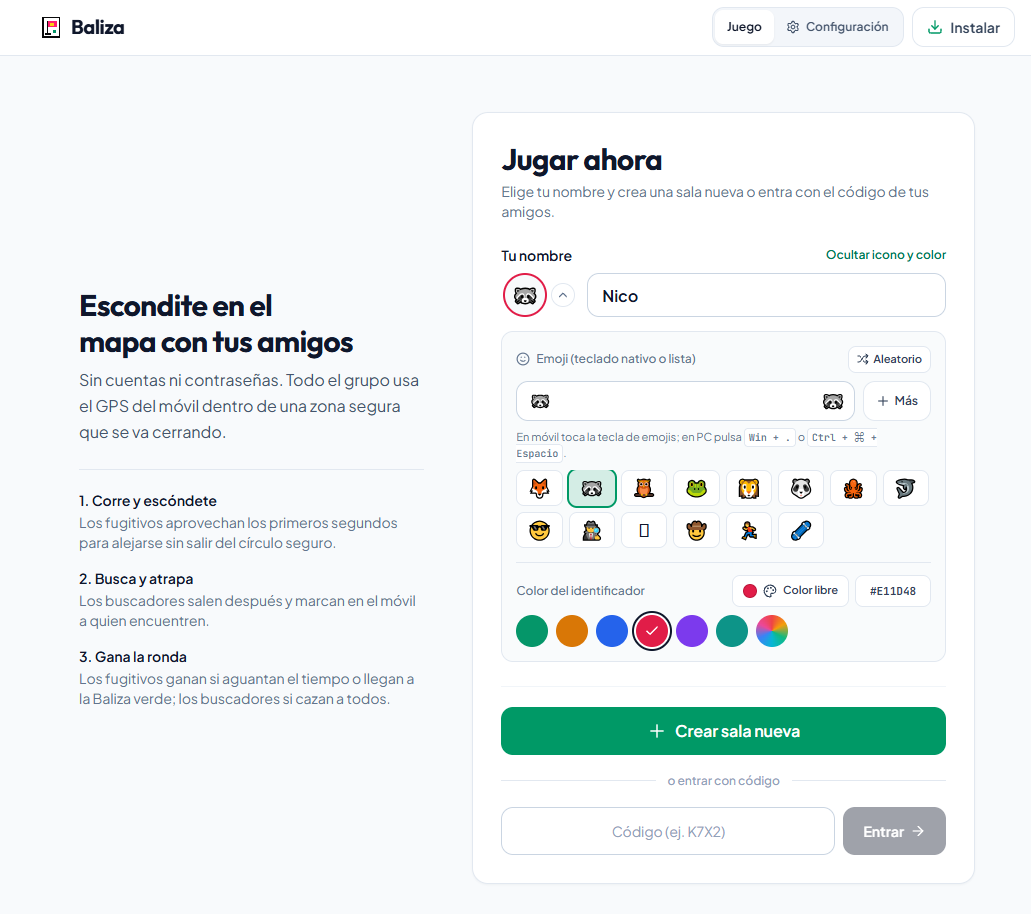 Baliza
Juego
Configuración
Instalar
Escondite en el
mapa con tus amigos
Sin cuentas ni contraseñas. Todo el grupo usa
el GPS del móvil dentro de una zona segura
que se va cerrando.
1. Corre y escóndete
Los fugitivos aprovechan los primeros segundos
para alejarse sin salir del círculo seguro.
2. Busca y atrapa
Los buscadores salen después y marcan en el móvil
a quien encuentren.
3. Gana la ronda
Los fugitivos ganan si aguantan el tiempo o llegan a
la Baliza verde; los buscadores si cazan a todos.
Jugar ahora
Elige tu nombre y crea una sala nueva o entra con el código de tus
amigos.
Tu nombre
Ocultar icono y color
Nico
Emoji (teclado nativo o lista)
Aleatorio
+ Más
En móvil toca la tecla de emojis; en PC pulsa Win + . o Ctrl + ⌘ +
Espacio .
Color del identificador
Color libre
#E11D48
+ Crear sala nueva
o entrar con código
Código (ej. K7X2)
Entrar →